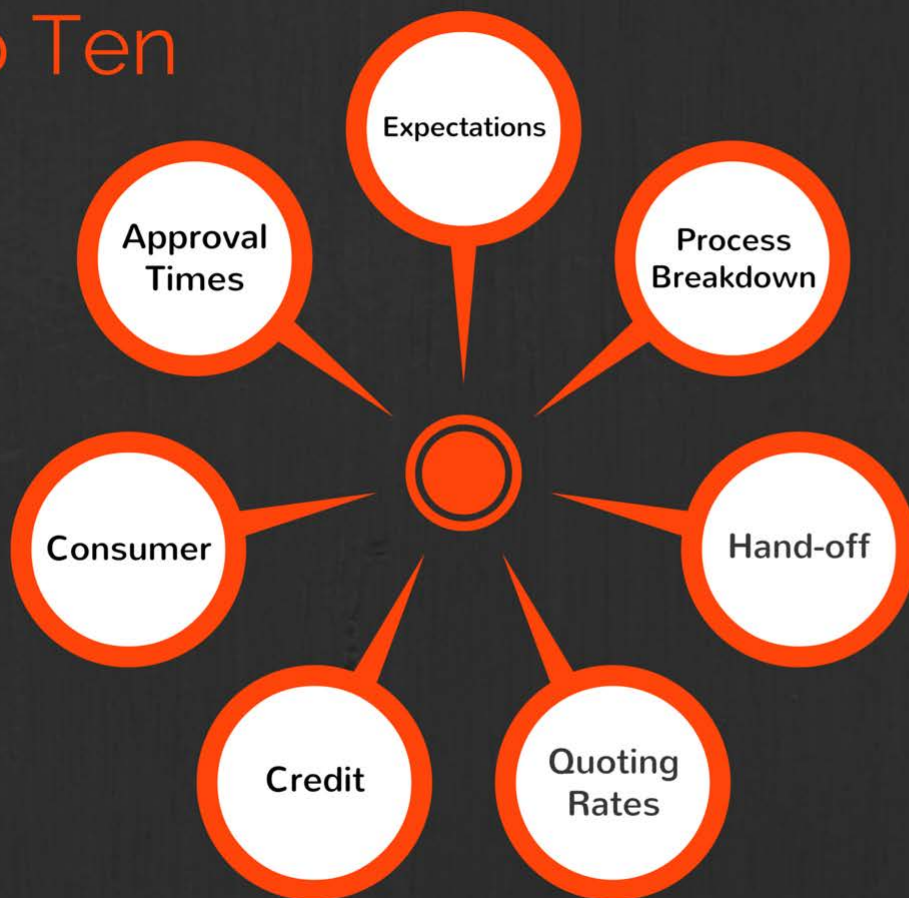 Ten
Expectations
Approval
Times
Process
Breakdown
Consumer
Hand-off
Credit
Quoting
Rates